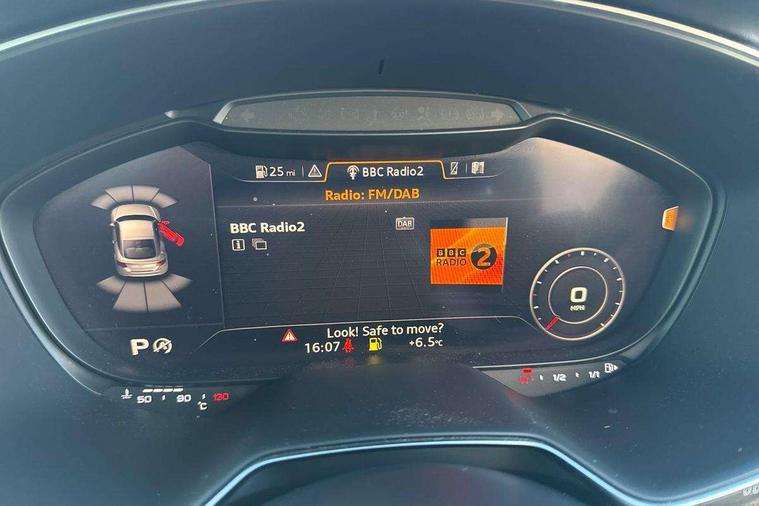 25 mi BBC Radio2
Radio: FM/DAB
BBC Radio2
DAB
BBC
RADIO 2
0
MPH
Look! Safe to move?
P
16:07 +6.5°C
50 90 130
°C
1/2 1/1